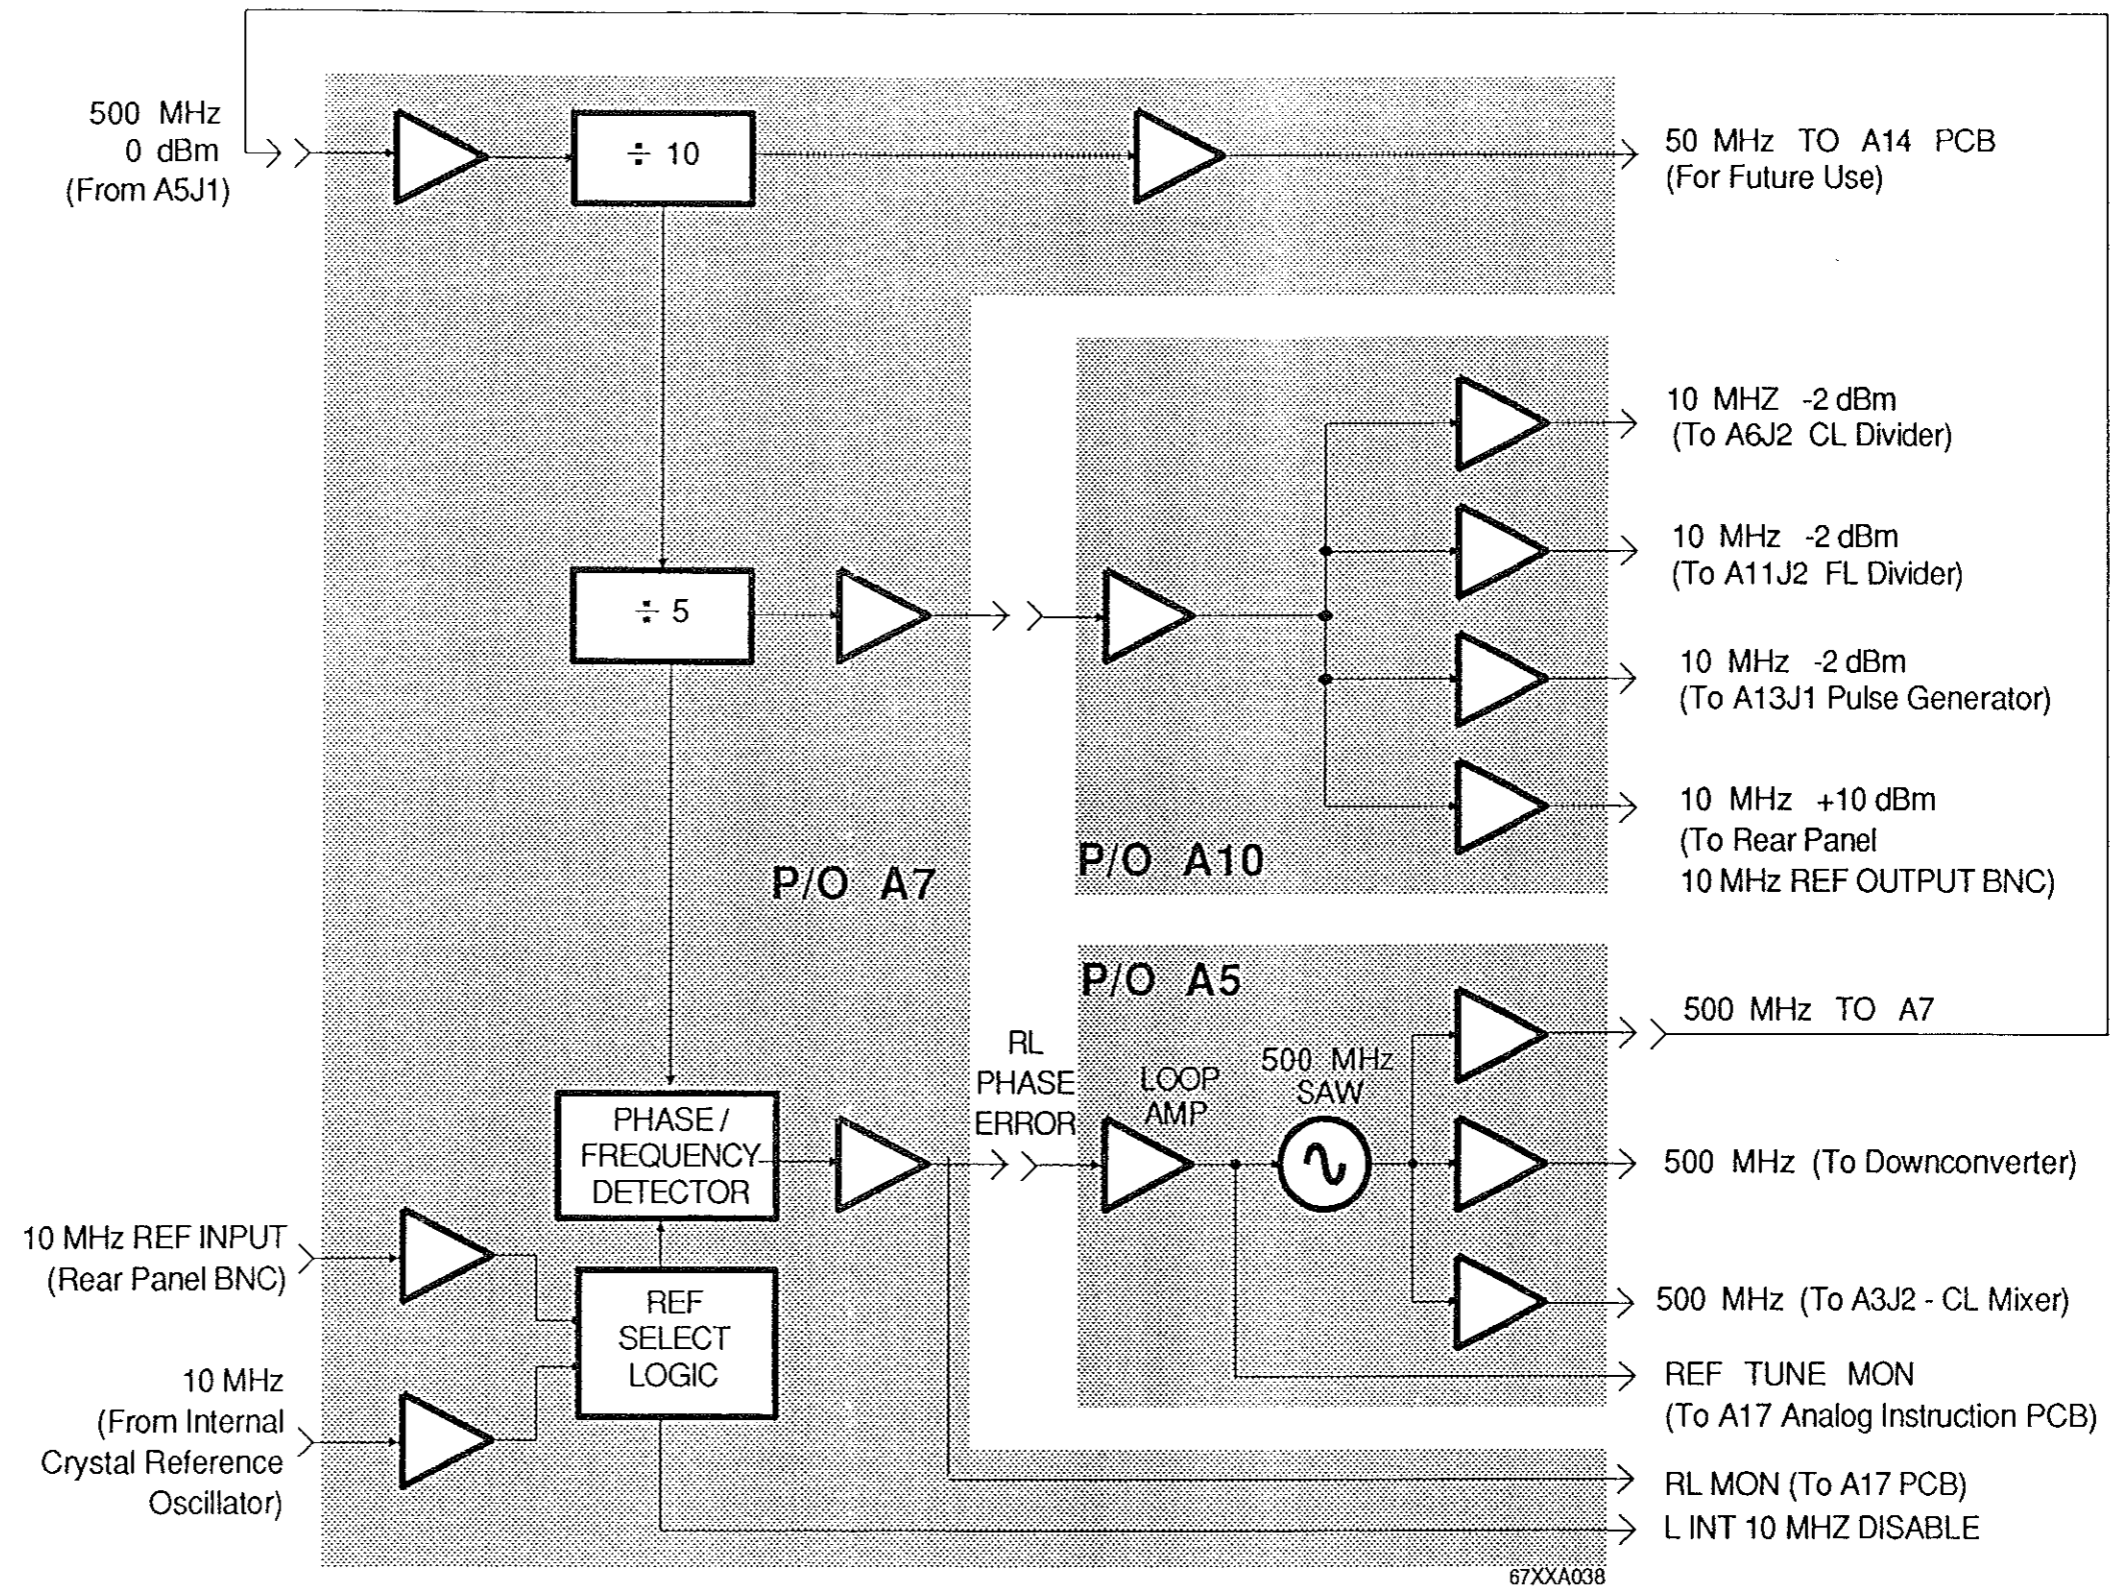 500 MHz
0 dBm
(From A5J1)
÷ 10
50 MHz TO A14 PCB
(For Future Use)
10 MHZ -2 dBm
(To A6J2 CL Divider)
10 MHz -2 dBm
(To A11J2 FL Divider)
÷ 5
10 MHz -2 dBm
(To A13J1 Pulse Generator)
10 MHz +10 dBm
(To Rear Panel
10 MHz REF OUTPUT BNC)
P/O A7
P/O A10
P/O A5
500 MHz TO A7
RL
PHASE
ERROR
LOOP
AMP
500 MHz
SAW
PHASE /
FREQUENCY
DETECTOR
500 MHz (To Downconverter)
10 MHz REF INPUT
(Rear Panel BNC)
REF
SELECT
LOGIC
500 MHz (To A3J2 - CL Mixer)
10 MHz
(From Internal
Crystal Reference
Oscillator)
REF TUNE MON
(To A17 Analog Instruction PCB)
RL MON (To A17 PCB)
L INT 10 MHZ DISABLE
67XXA038